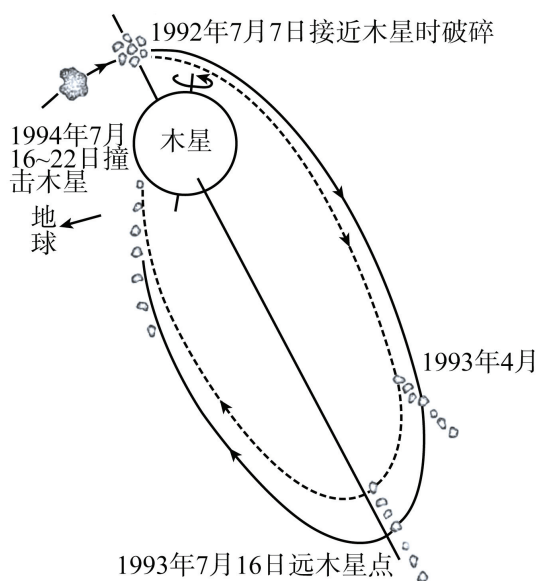 1992年7月7日接近木星时破碎
木星
1994年7月
16~22日撞
击木星
地
球
1993年4月
1993年7月16日远木星点